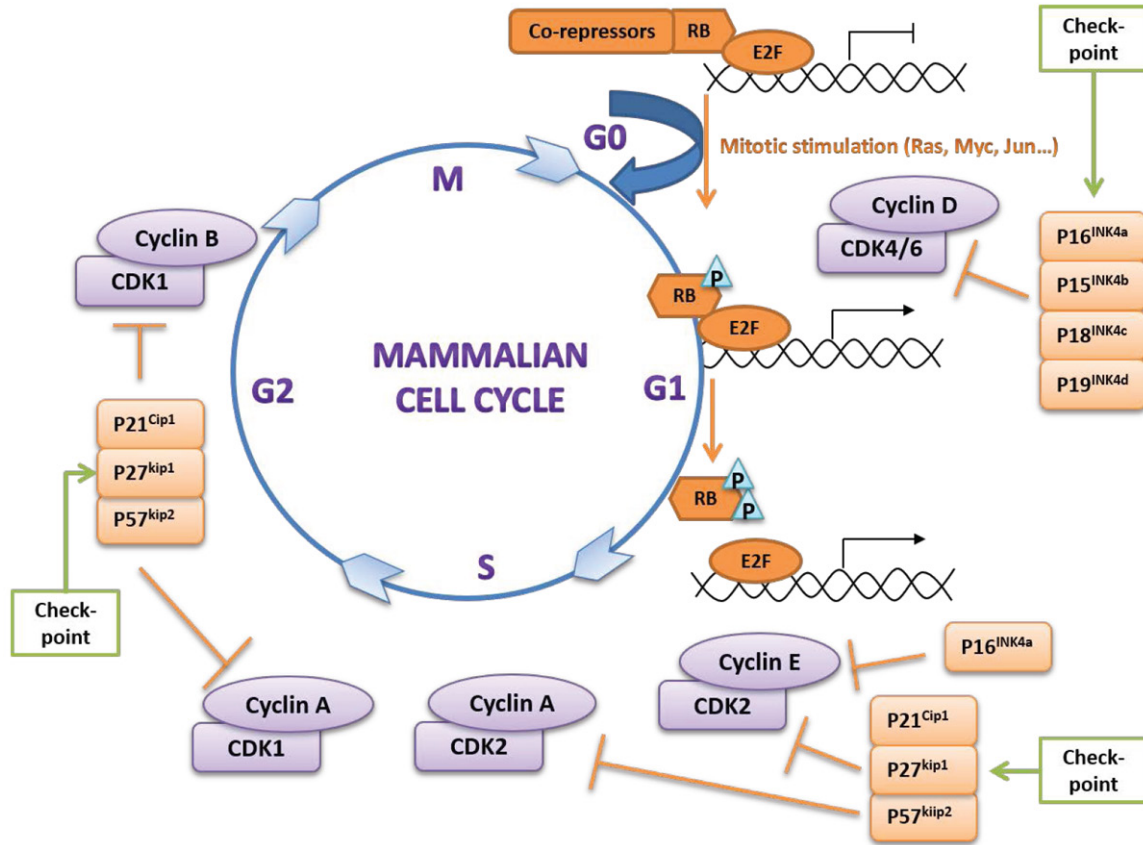 Co-repressors
RB
E2F
Check-
point
G0
Mitotic stimulation (Ras, Myc, Jun...)
M
Cyclin D
CDK4/6
P16INK4a
P15INK4b
P18INK4c
P19INK4d
Cyclin B
CDK1
P
RB
E2F
MAMMALIAN
CELL CYCLE
G2
G1
P21Cip1
P27kip1
P57kip2
P
P
RB
E2F
S
Check-
point
Cyclin A
CDK1
Cyclin A
CDK2
Cyclin E
CDK2
P16INK4a
P21Cip1
P27kip1
P57kiip2
Check-
point